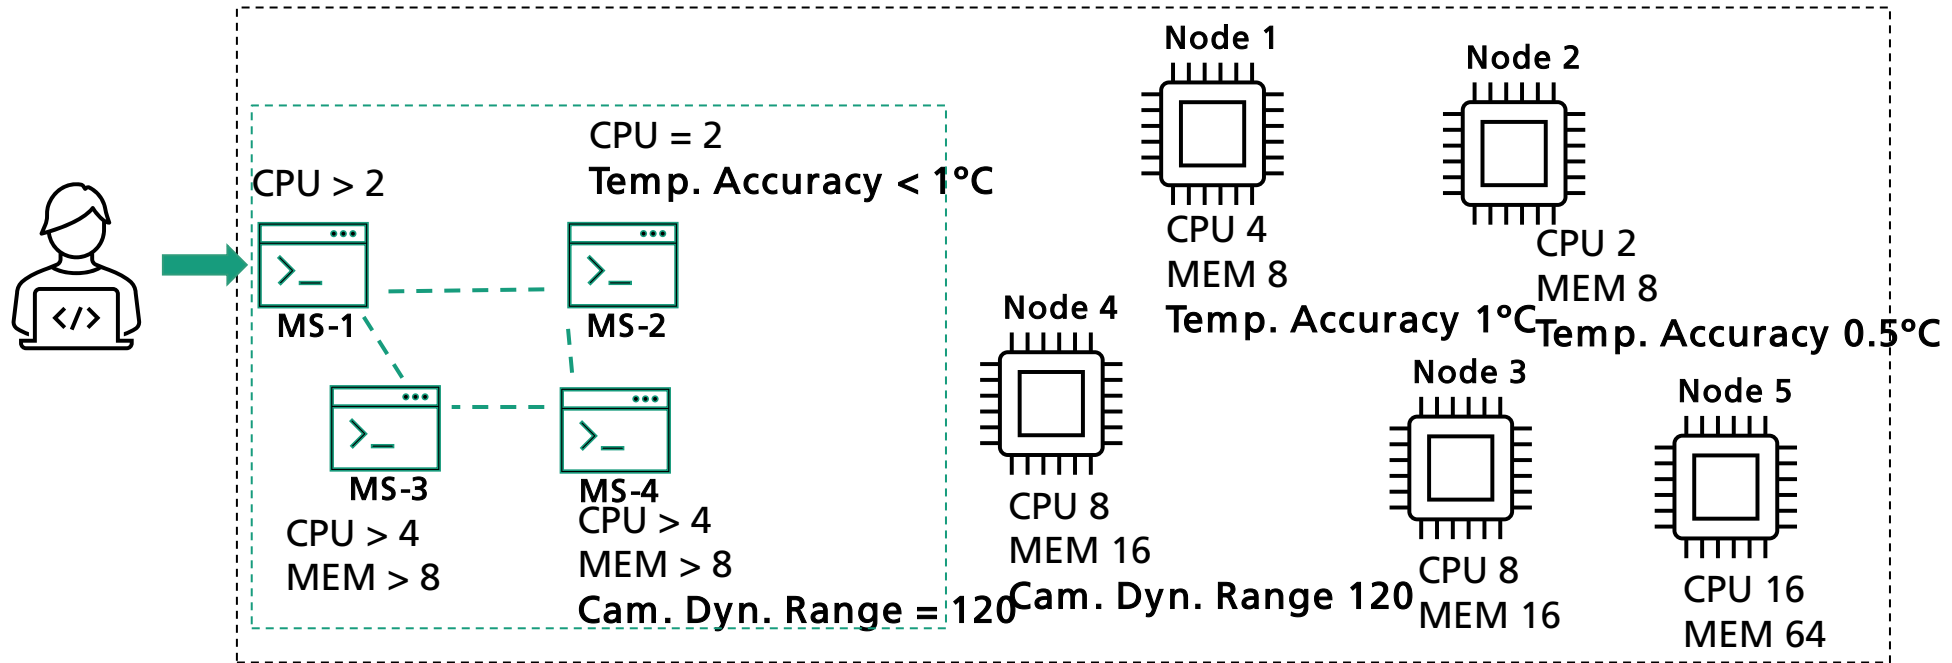 CPU > 2
CPU = 2
Temp. Accuracy < 1°C
>_
MS-1
>_
MS-2
>_
MS-3
CPU > 4
MEM > 8
>_
MS-4
CPU > 4
MEM > 8
Cam. Dyn. Range = 120
</>
Node 1
CPU 4
MEM 8
Temp. Accuracy 1°C
Node 2
CPU 2
MEM 8
Temp. Accuracy 0.5°C
Node 4
CPU 8
MEM 16
Cam. Dyn. Range 120
Node 3
CPU 8
MEM 16
Node 5
CPU 16
MEM 64